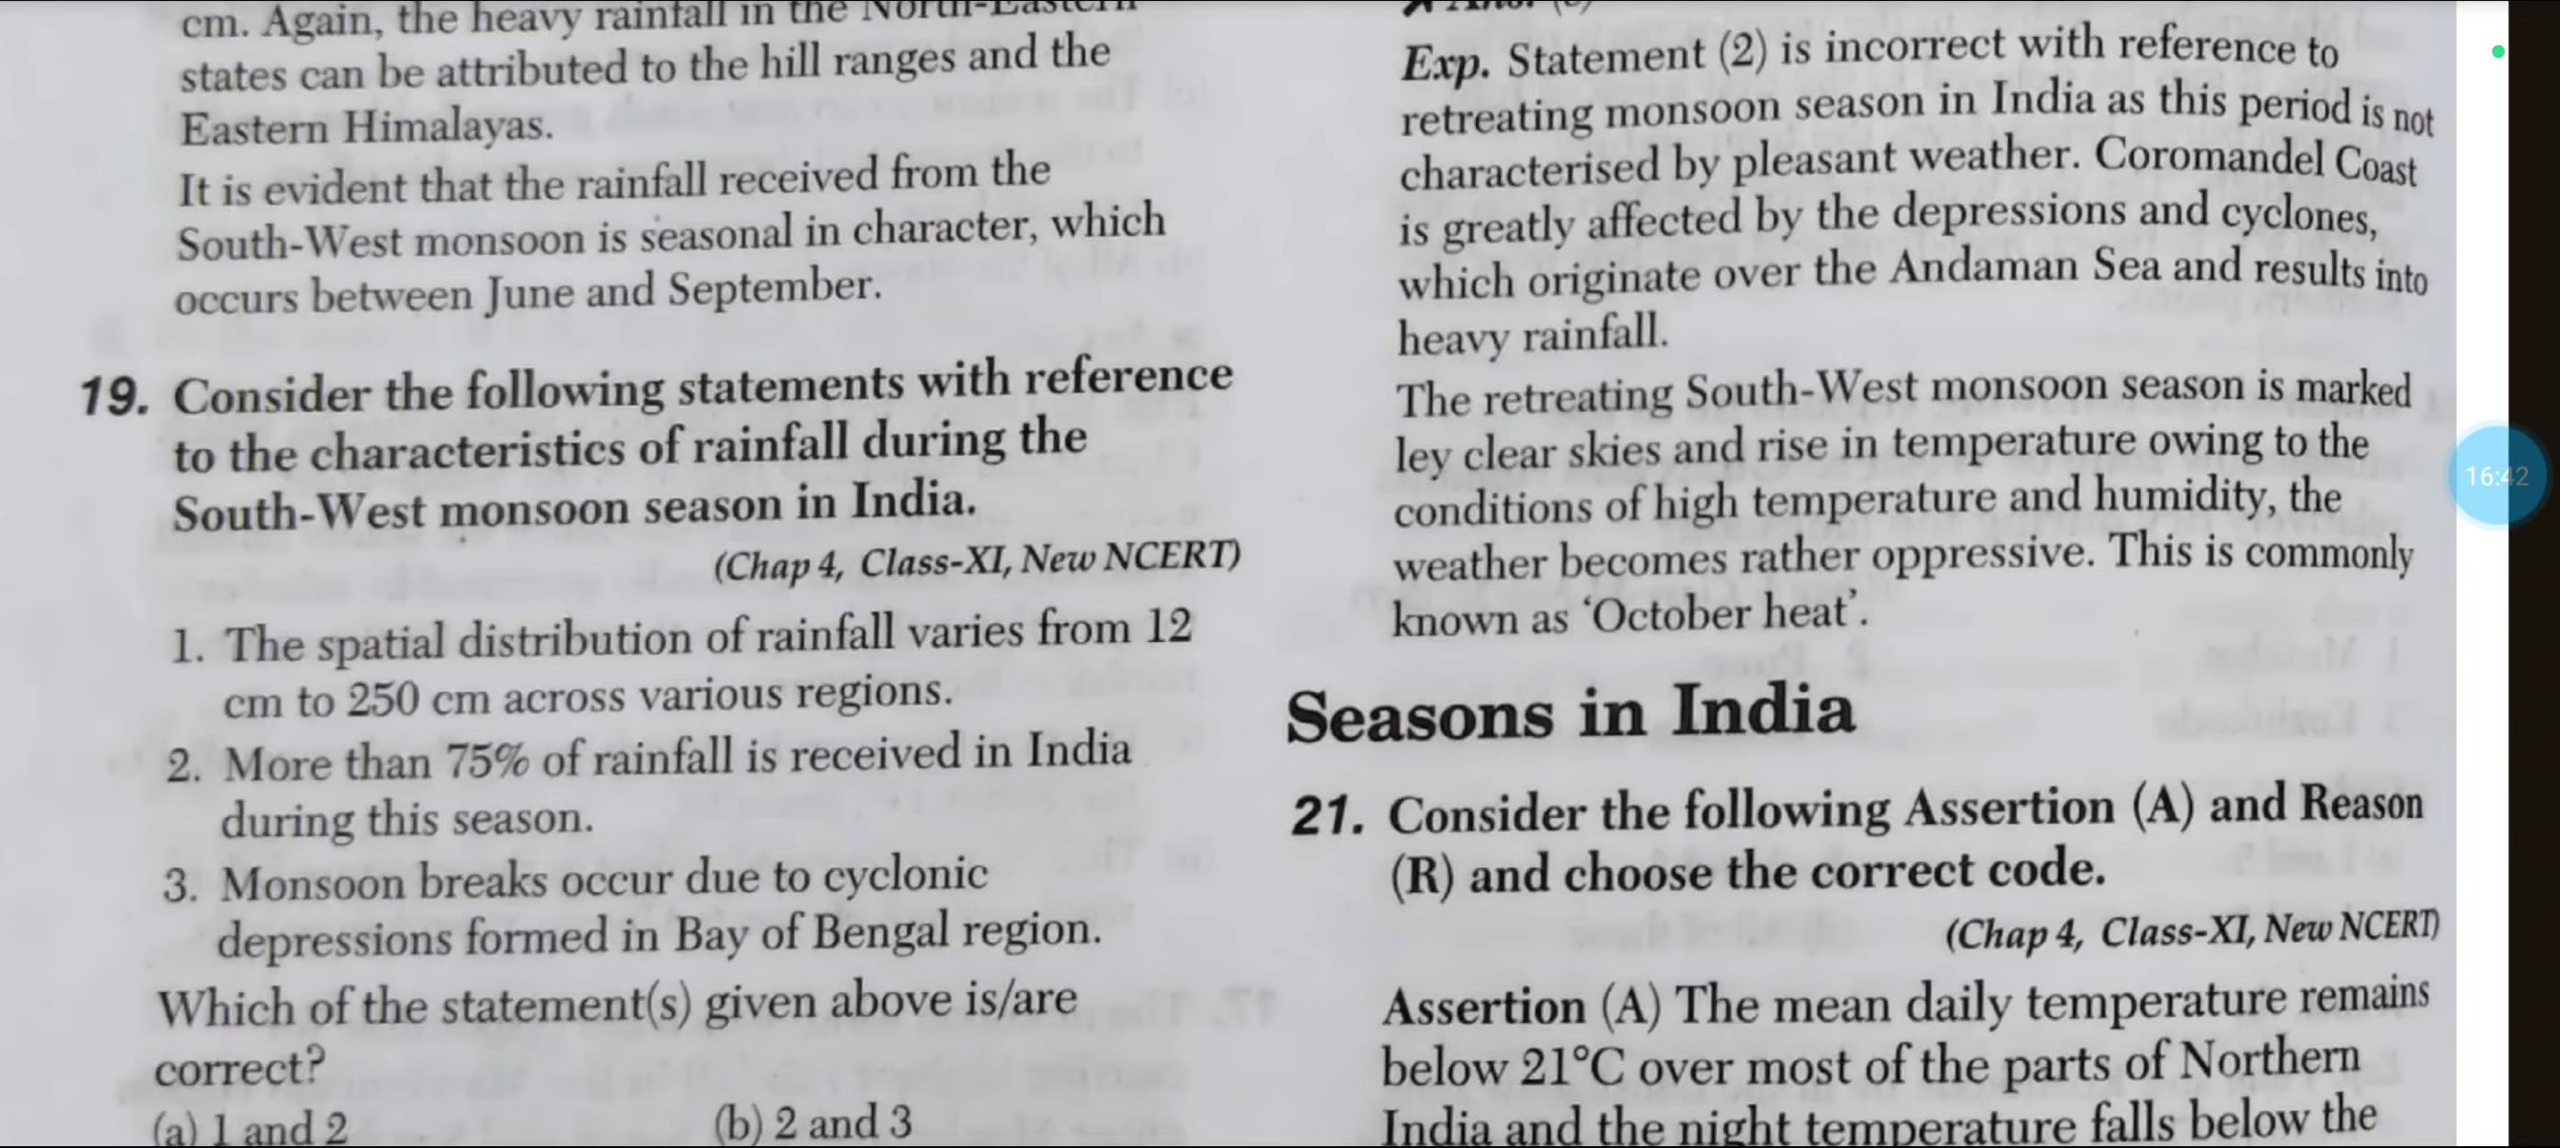 cm. Again, the heavy rainfall in the North-Eastern
states can be attributed to the hill ranges and the
Eastern Himalayas.
It is evident that the rainfall received from the
South-West monsoon is seasonal in character, which
occurs between June and September.
19. Consider the following statements with reference
to the characteristics of rainfall during the
South-West monsoon season in India.
(Chap 4, Class-XI, New NCERT)
1. The spatial distribution of rainfall varies from 12
cm to 250 cm across various regions.
2. More than 75% of rainfall is received in India
during this season.
3. Monsoon breaks occur due to cyclonic
depressions formed in Bay of Bengal region.
Which of the statement(s) given above is/are
correct?
(a) 1 and 2 (b) 2 and 3
Exp. Statement (2) is incorrect with reference to
retreating monsoon season in India as this period is not
characterised by pleasant weather. Coromandel Coast
is greatly affected by the depressions and cyclones,
which originate over the Andaman Sea and results into
heavy rainfall.
The retreating South-West monsoon season is marked
ley clear skies and rise in temperature owing to the
conditions of high temperature and humidity, the
weather becomes rather oppressive. This is commonly
known as ‘October heat’.
Seasons in India
21. Consider the following Assertion (A) and Reason
(R) and choose the correct code.
(Chap 4, Class-XI, New NCERT)
Assertion (A) The mean daily temperature remains
below 21°C over most of the parts of Northern
India and the night temperature falls below the
16:42